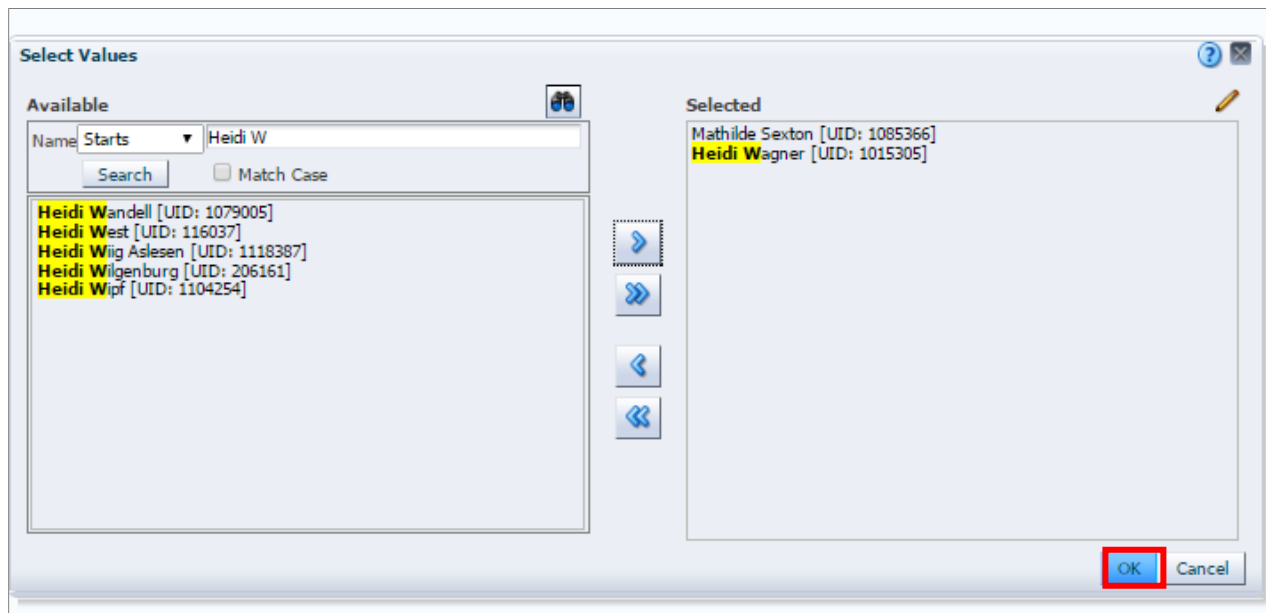 Select Values
?
Available
Name Starts Heidi W
Search Match Case
Heidi Wandell [UID: 1079005]
Heidi West [UID: 116037]
Heidi Wiig Aslesen [UID: 1118387]
Heidi Wilgenburg [UID: 206161]
Heidi Wipf [UID: 1104254]
Selected
Mathilde Sexton [UID: 1085366]
Heidi Wagner [UID: 1015305]
OK Cancel